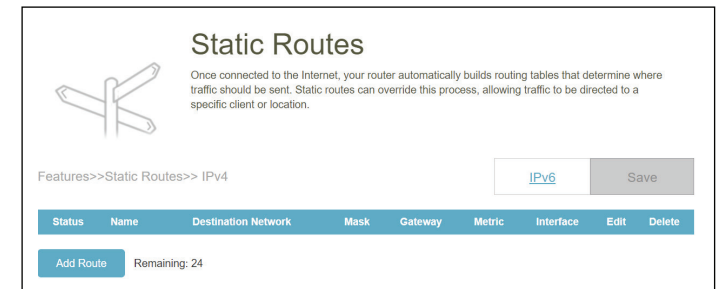 Static Routes
Once connected to the Internet, your router automatically builds routing tables that determine where
traffic should be sent. Static routes can override this process, allowing traffic to be directed to a
specific client or location.
Features>>Static Routes>> IPv4
IPv6
Save
Status Name Destination Network Mask Gateway Metric Interface Edit Delete
Add Route Remaining: 24